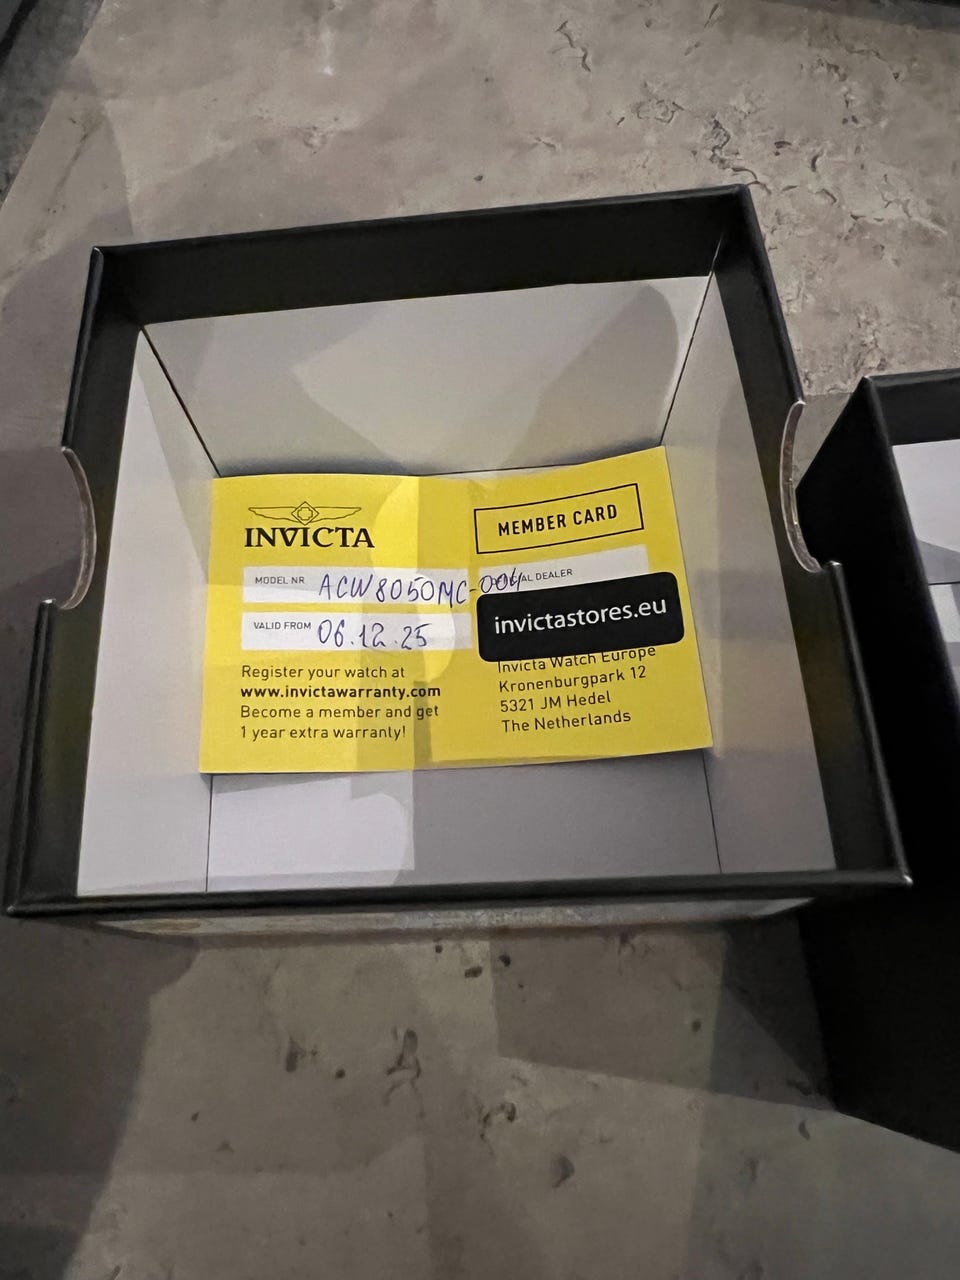 INVICTA
MEMBER CARD
MODEL NR ACW8050MC-004
VALID FROM 06.12.25
Register your watch at
www.invictawarranty.com
Become a member and get
1 year extra warranty!
OFFICIAL DEALER
invictastores.eu
Invicta Watch Europe
Kronenburgpark 12
5321 JM Hedel
The Netherlands